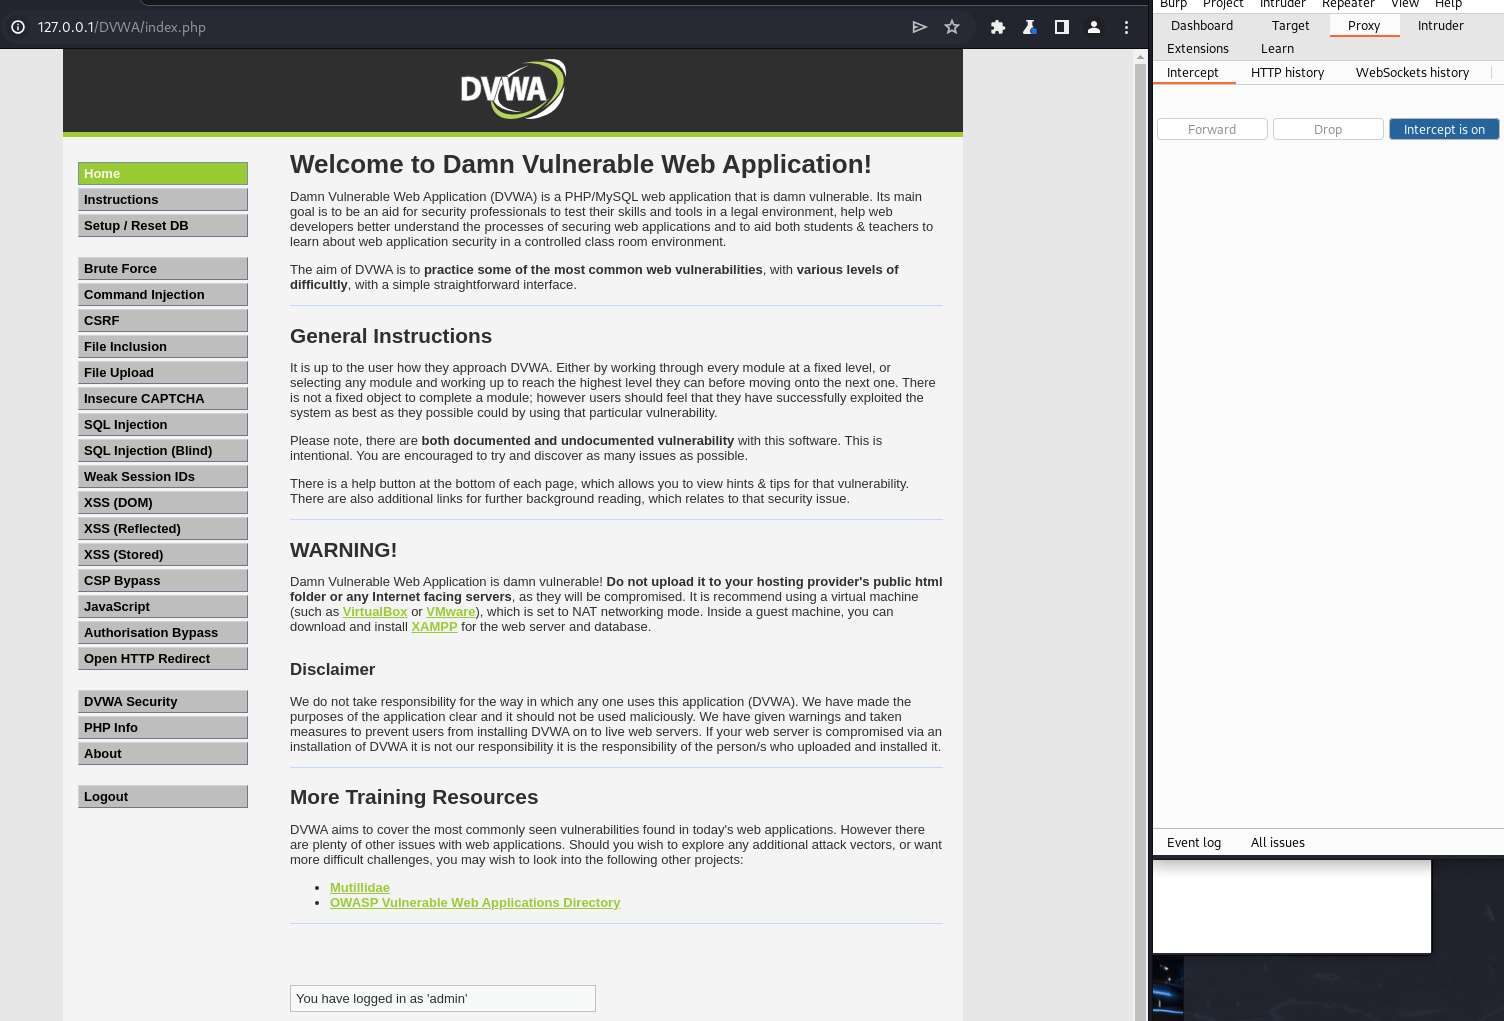 127.0.0.1/DVWA/index.php
DVWA
Home
Instructions
Setup / Reset DB
Brute Force
Command Injection
CSRF
File Inclusion
File Upload
Insecure CAPTCHA
SQL Injection
SQL Injection (Blind)
Weak Session IDs
XSS (DOM)
XSS (Reflected)
XSS (Stored)
CSP Bypass
JavaScript
Authorisation Bypass
Open HTTP Redirect
DVWA Security
PHP Info
About
Logout
Welcome to Damn Vulnerable Web Application!
Damn Vulnerable Web Application (DVWA) is a PHP/MySQL web application that is damn vulnerable. Its main
goal is to be an aid for security professionals to test their skills and tools in a legal environment, help web
developers better understand the processes of securing web applications and to aid both students & teachers to
learn about web application security in a controlled class room environment.
The aim of DVWA is to practice some of the most common web vulnerabilities, with various levels of
difficultly, with a simple straightforward interface.
General Instructions
It is up to the user how they approach DVWA. Either by working through every module at a fixed level, or
selecting any module and working up to reach the highest level they can before moving onto the next one. There
is not a fixed object to complete a module; however users should feel that they have successfully exploited the
system as best as they possible could by using that particular vulnerability.
Please note, there are both documented and undocumented vulnerability with this software. This is
intentional. You are encouraged to try and discover as many issues as possible.
There is a help button at the bottom of each page, which allows you to view hints & tips for that vulnerability.
There are also additional links for further background reading, which relates to that security issue.
WARNING!
Damn Vulnerable Web Application is damn vulnerable! Do not upload it to your hosting provider's public html
folder or any Internet facing servers, as they will be compromised. It is recommend using a virtual machine
(such as VirtualBox or VMware), which is set to NAT networking mode. Inside a guest machine, you can
download and install XAMPP for the web server and database.
Disclaimer
We do not take responsibility for the way in which any one uses this application (DVWA). We have made the
purposes of the application clear and it should not be used maliciously. We have given warnings and taken
measures to prevent users from installing DVWA on to live web servers. If your web server is compromised via an
installation of DVWA it is not our responsibility it is the responsibility of the person/s who uploaded and installed it.
More Training Resources
DVWA aims to cover the most commonly seen vulnerabilities found in today's web applications. However there
are plenty of other issues with web applications. Should you wish to explore any additional attack vectors, or want
more difficult challenges, you may wish to look into the following other projects:
Mutillidae
OWASP Vulnerable Web Applications Directory
You have logged in as 'admin'
Burp Project Intruder Repeater View Help
Dashboard Target Proxy Intruder
Extensions Learn
Intercept HTTP history WebSockets history
Forward Drop Intercept is on
Event log All issues